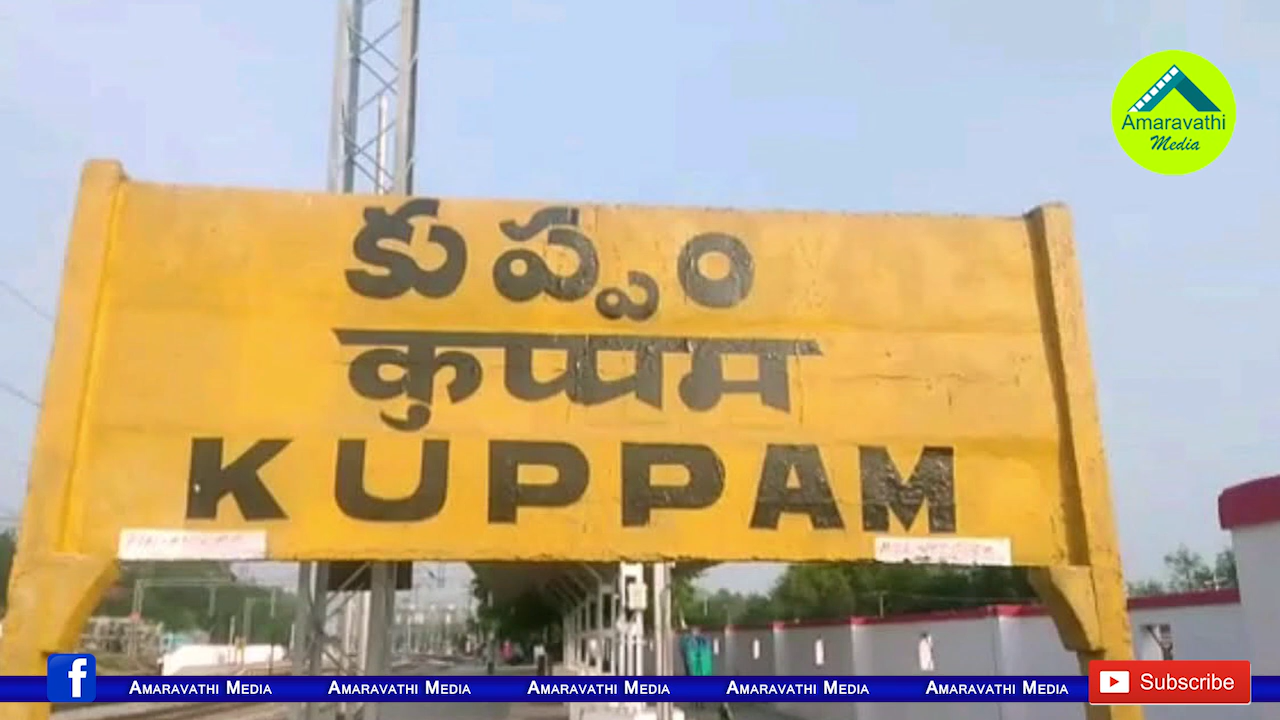 Amaravathi
Media
కుప్పం
कुप्पम
KUPPAM
Amaravathi Media Amaravathi Media Amaravathi Media Amaravathi Media Amaravathi Media
Subscribe